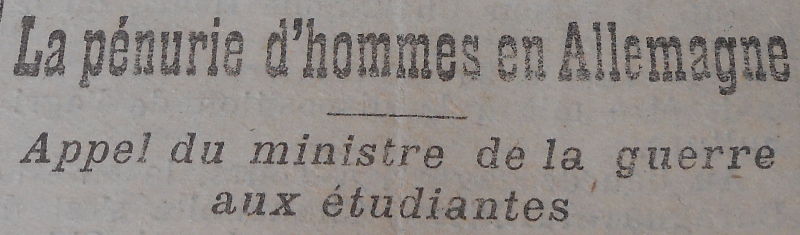 La pénurie d'hommes en Allemagne
Appel du ministre de la guerre
aux étudiantes